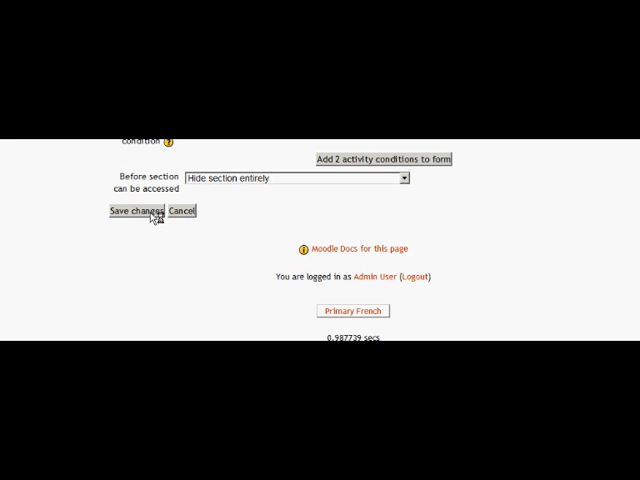 condition
Add 2 activity conditions to form
Before section
can be accessed
Hide section entirely
Save changes Cancel
Moodle Docs for this page
You are logged in as Admin User (Logout)
Primary French
0.987739 secs